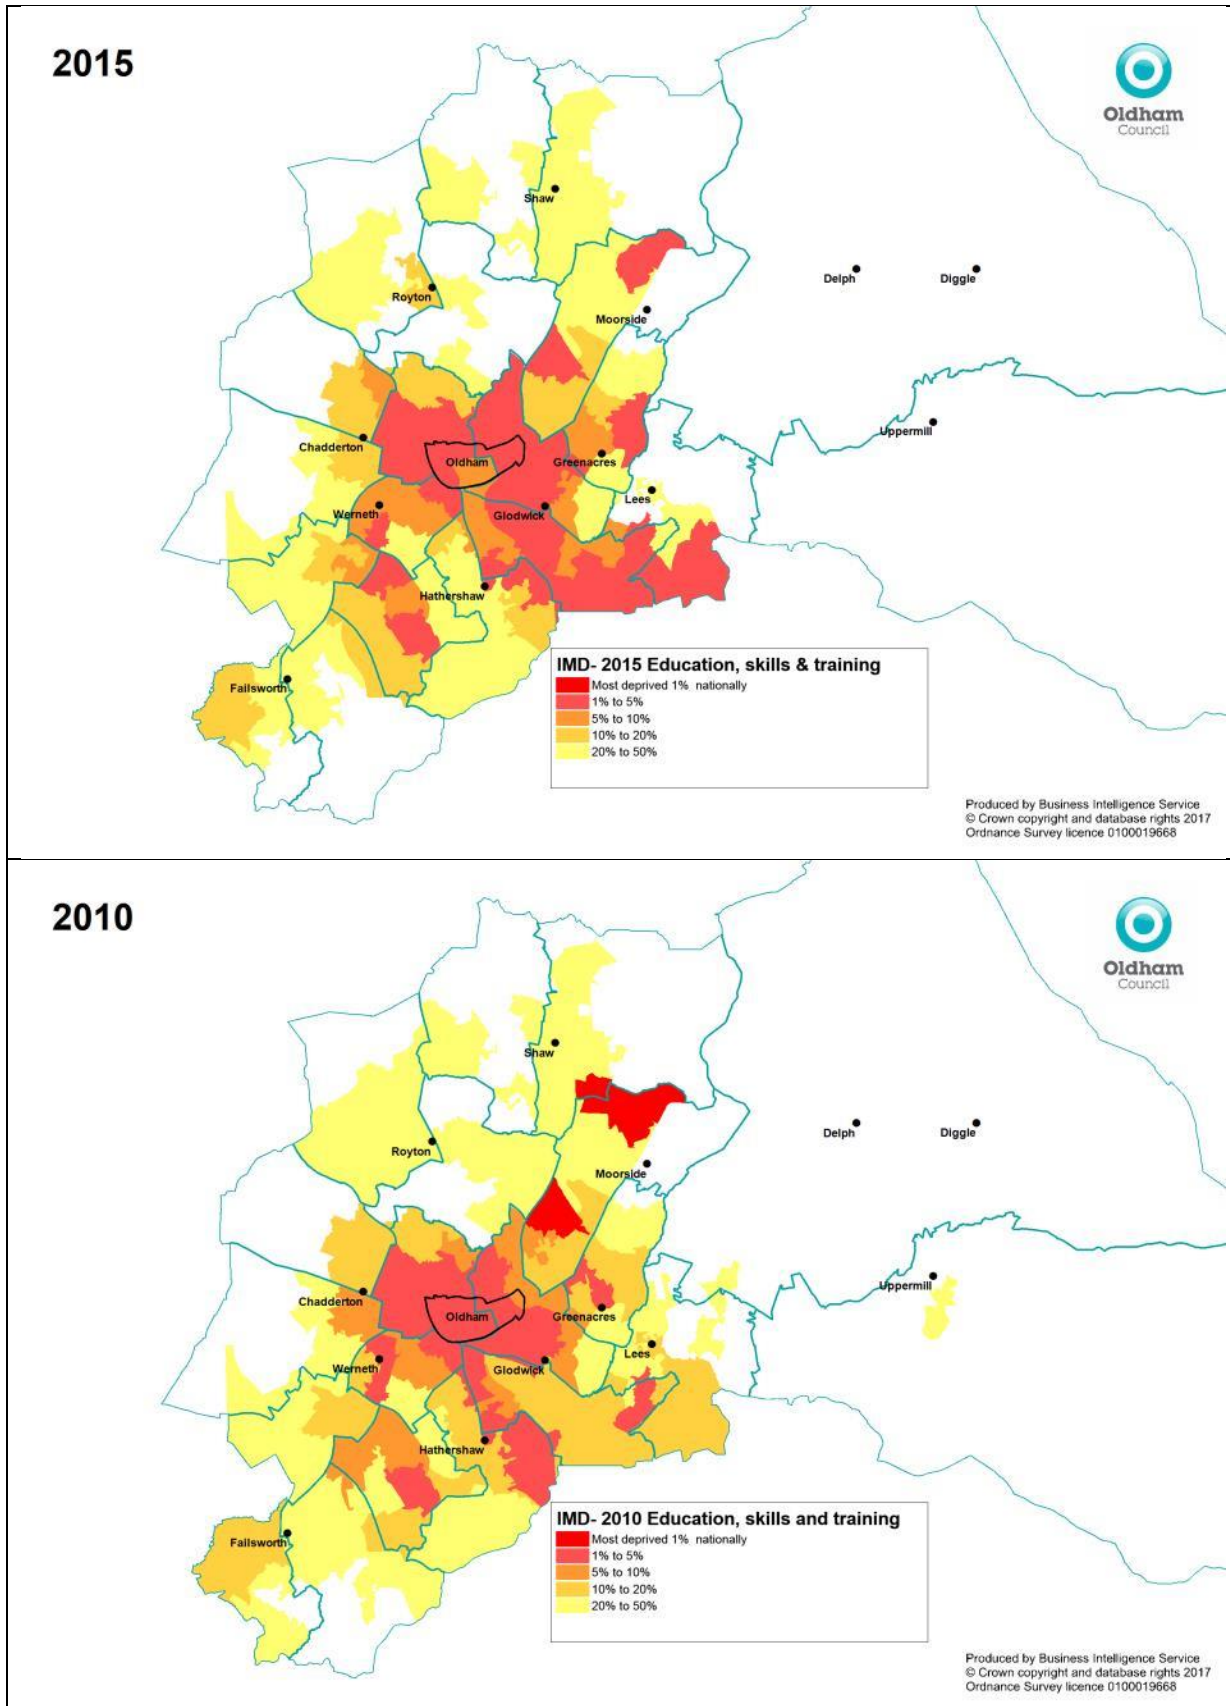 2015
Oldham
Council
Shaw
Delph
Diggle
Royton
Moorside
Uppermill
Chadderton
Oldham
Greenacres
Lees
Werneth
Glodwick
Hathershaw
Failsworth
IMD- 2015 Education, skills & training
Most deprived 1% nationally
1% to 5%
5% to 10%
10% to 20%
20% to 50%
Produced by Business Intelligence Service
© Crown copyright and database rights 2017
Ordnance Survey licence 0100019668
2010
Oldham
Council
Shaw
Delph
Diggle
Royton
Moorside
Uppermill
Chadderton
Oldham
Greenacres
Lees
Werneth
Glodwick
Hathershaw
Failsworth
IMD- 2010 Education, skills and training
Most deprived 1% nationally
1% to 5%
5% to 10%
10% to 20%
20% to 50%
Produced by Business Intelligence Service
© Crown copyright and database rights 2017
Ordnance Survey licence 0100019668